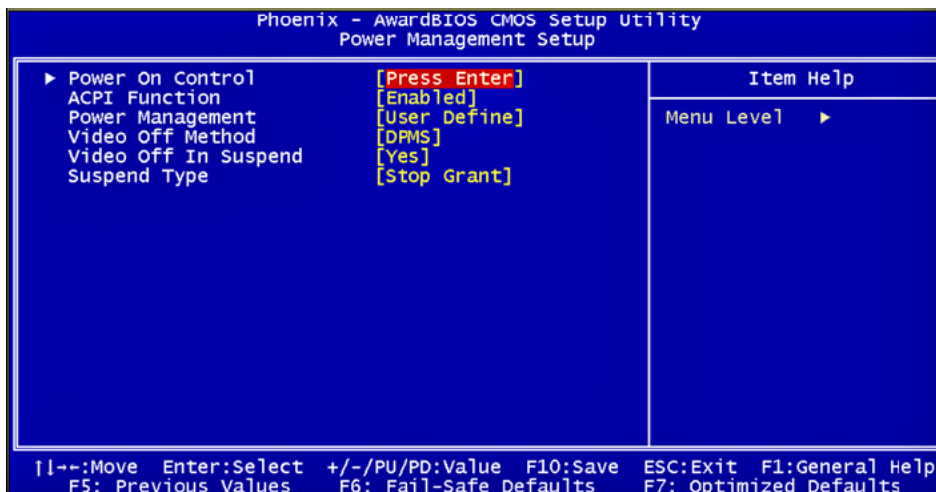 Phoenix - AwardBIOS CMOS Setup Utility
Power Management Setup
▶ Power On Control [Press Enter]
ACPI Function [Enabled]
Power Management [User Define]
Video Off Method [DPMS]
Video Off In Suspend [Yes]
Suspend Type [Stop Grant]
Item Help
Menu Level ▶
↑↓→←:Move Enter:Select +/-/PU/PD:Value F10:Save ESC:Exit F1:General Help
F5: Previous Values F6: Fail-Safe Defaults F7: Optimized Defaults